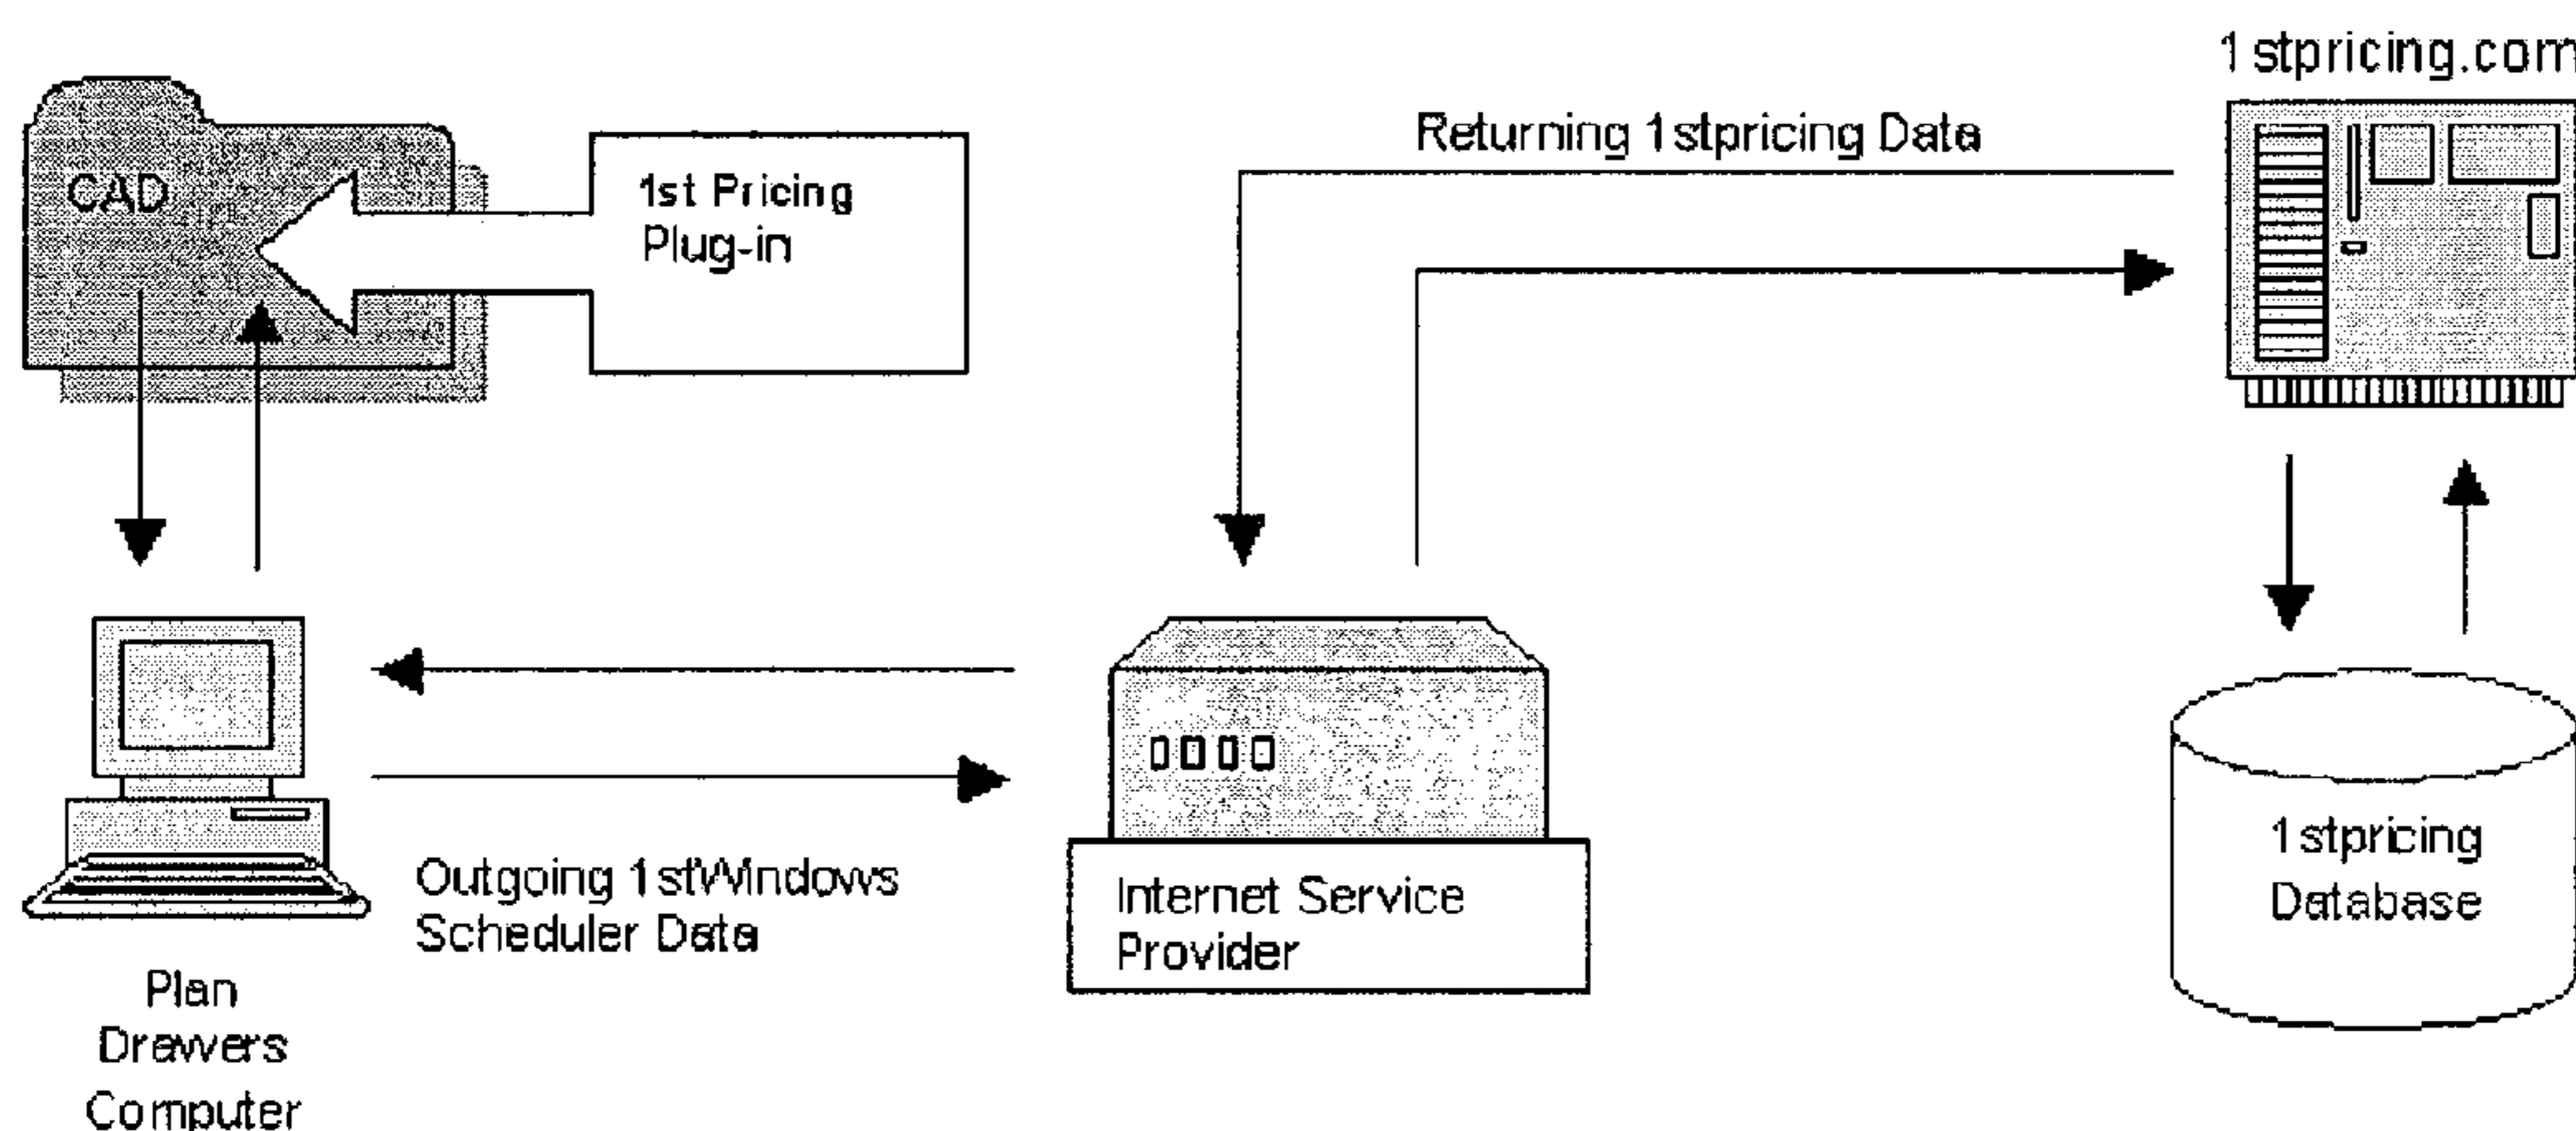 1stpricing.com
Returning 1stpricing Data
CAD
1st Pricing
Plug-in
Outgoing 1stWindows
Scheduler Data
Internet Service
Provider
1stpricing
Database
Plan
Drawers
Computer